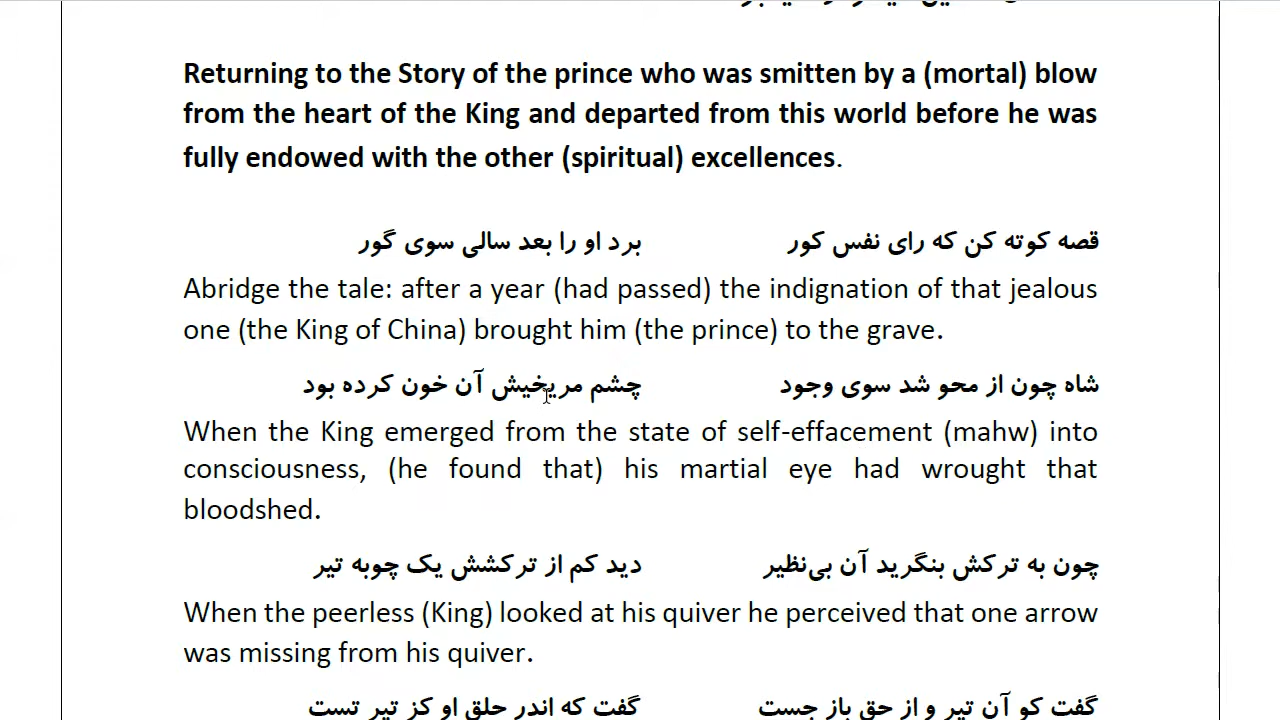 Returning to the Story of the prince who was smitten by a (mortal) blow
from the heart of the King and departed from this world before he was
fully endowed with the other (spiritual) excellences.
قصه کوته کن که رای نفس کور برد او را بعد سالی سوی گور
Abridge the tale: after a year (had passed) the indignation of that jealous
one (the King of China) brought him (the prince) to the grave.
شاه چون از محو شد سوی وجود چشم مریخیش آن خون کرده بود
When the King emerged from the state of self-effacement (mahw) into
consciousness, (he found that) his martial eye had wrought that
bloodshed.
چون به ترکش بنگرید آن بی‌نظیر دید کم از ترکشش یک چوبه تیر
When the peerless (King) looked at his quiver he perceived that one arrow
was missing from his quiver.
گفت کو آن تیر و از حق باز جست گفت که اندر حلق او کز تیر تست